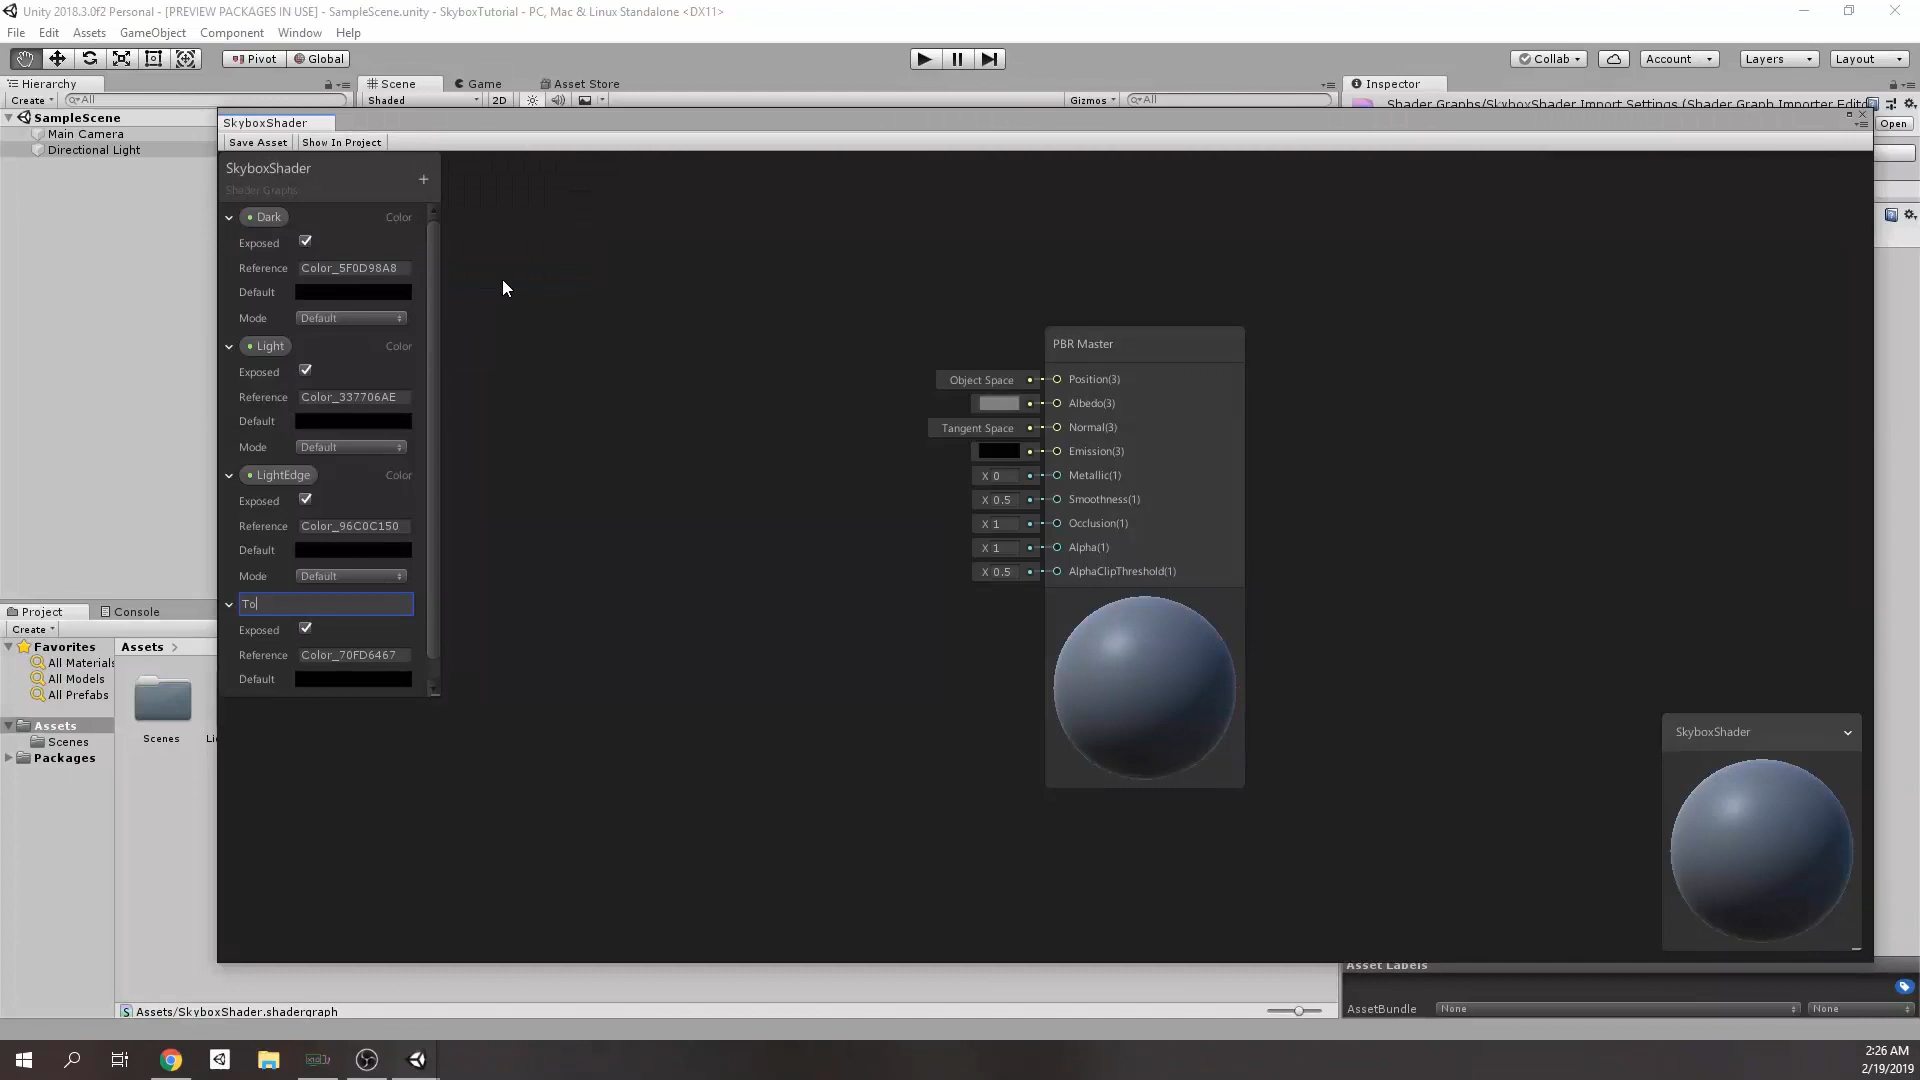 Unity 2018.3.0f2 Personal - [PREVIEW PACKAGES IN USE] - SampleScene.unity - SkyboxTutorial - PC, Mac & Linux Standalone <DX11>
File Edit Assets GameObject Component Window Help
Pivot Global Collab Account Layers Layout
Hierarchy Scene Game Asset Store Inspector
Create All Shaded 2D Gizmos All
Shader Graphs/SkyboxShader Import Settings (Shader Graph Importer Edito
Open
SampleScene
Main Camera
Directional Light
SkyboxShader
Save Asset Show In Project
SkyboxShader
Shader Graphs
+
Dark Color
Exposed
Reference Color_5F0D98A8
Default
Mode Default
Light Color
Exposed
Reference Color_337706AE
Default
Mode Default
LightEdge Color
Exposed
Reference Color_96C0C150
Default
Mode Default
To
Exposed
Reference Color_70FD6467
Default
PBR Master
Object Space Position(3)
Albedo(3)
Tangent Space Normal(3)
Emission(3)
X 0 Metallic(1)
X 0.5 Smoothness(1)
X 1 Occlusion(1)
X 1 Alpha(1)
X 0.5 AlphaClipThreshold(1)
SkyboxShader
Project Console
Create
Favorites
All Materials
All Models
All Prefabs
Assets
Scenes
Packages
Assets
Scenes Li
Assets/SkyboxShader.shadergraph
Asset Labels
AssetBundle None None
2:26 AM
2/19/2019